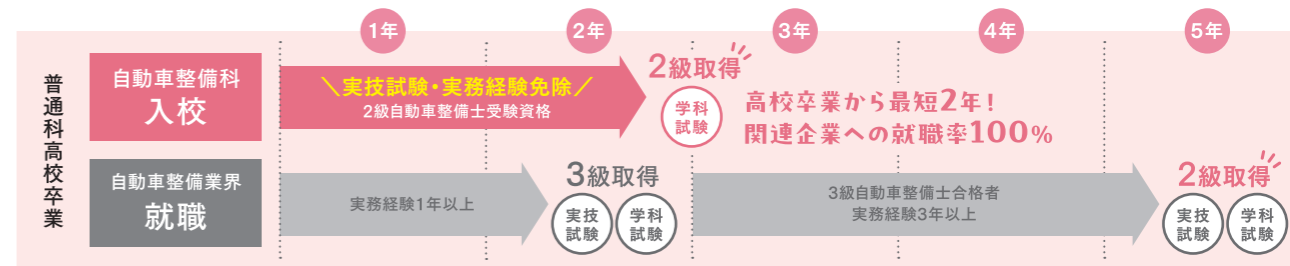 1年
2年
3年
4年
5年
普通科高校卒業
自動車整備科
入校
＼実技試験・実務経験免除／
2級自動車整備士受験資格
2級取得
学科
試験
高校卒業から最短2年！
関連企業への就職率100%
自動車整備業界
就職
実務経験1年以上
3級取得
実技
試験
学科
試験
3級自動車整備士合格者
実務経験3年以上
2級取得
実技
試験
学科
試験